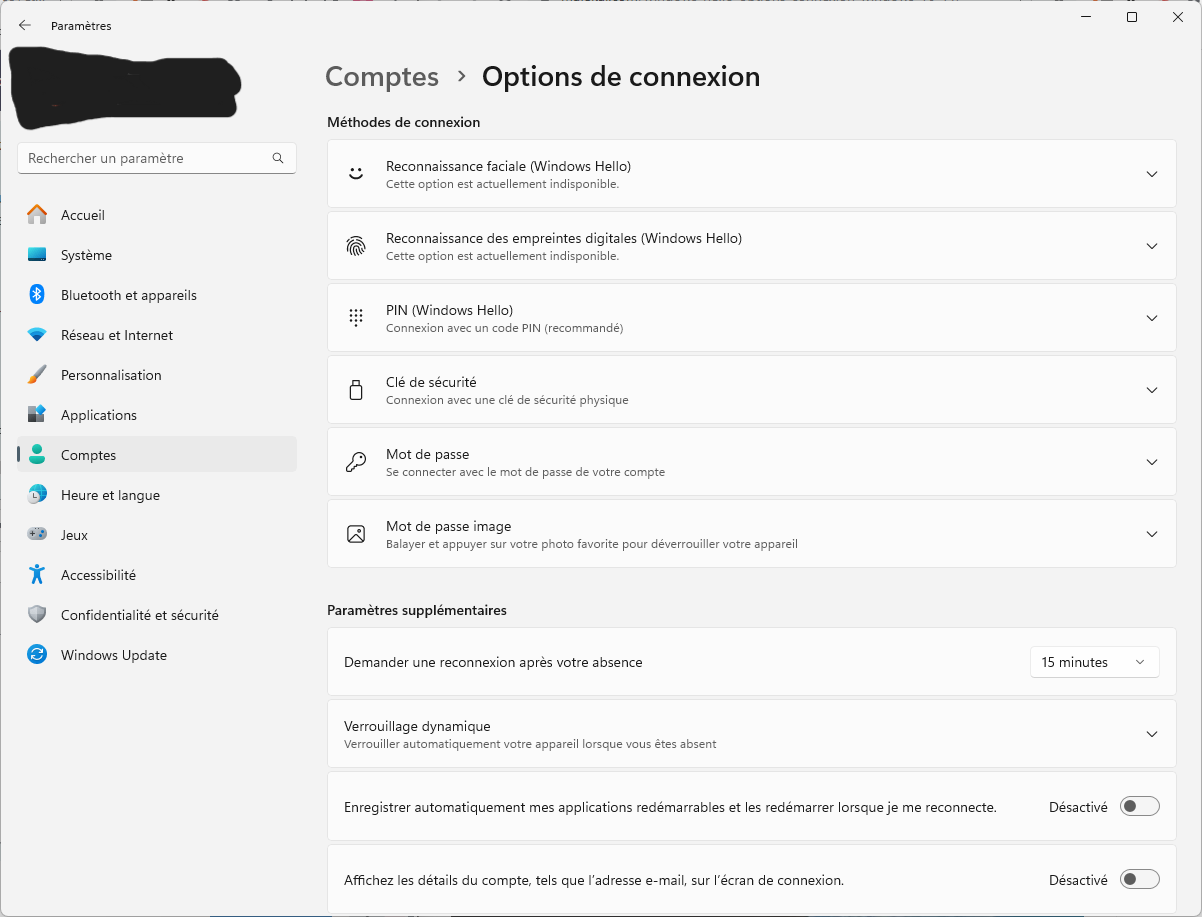 Paramètres
Rechercher un paramètre
Accueil
Système
Bluetooth et appareils
Réseau et Internet
Personnalisation
Applications
Comptes
Heure et langue
Jeux
Accessibilité
Confidentialité et sécurité
Windows Update
Comptes > Options de connexion
Méthodes de connexion
Reconnaissance faciale (Windows Hello)
Cette option est actuellement indisponible.
Reconnaissance des empreintes digitales (Windows Hello)
Cette option est actuellement indisponible.
PIN (Windows Hello)
Connexion avec un code PIN (recommandé)
Clé de sécurité
Connexion avec une clé de sécurité physique
Mot de passe
Se connecter avec le mot de passe de votre compte
Mot de passe image
Balayer et appuyer sur votre photo favorite pour déverrouiller votre appareil
Paramètres supplémentaires
Demander une reconnexion après votre absence
15 minutes
Verrouillage dynamique
Verrouiller automatiquement votre appareil lorsque vous êtes absent
Enregistrer automatiquement mes applications redémarrables et les redémarrer lorsque je me reconnecte.
Désactivé
Affichez les détails du compte, tels que l’adresse e-mail, sur l’écran de connexion.
Désactivé